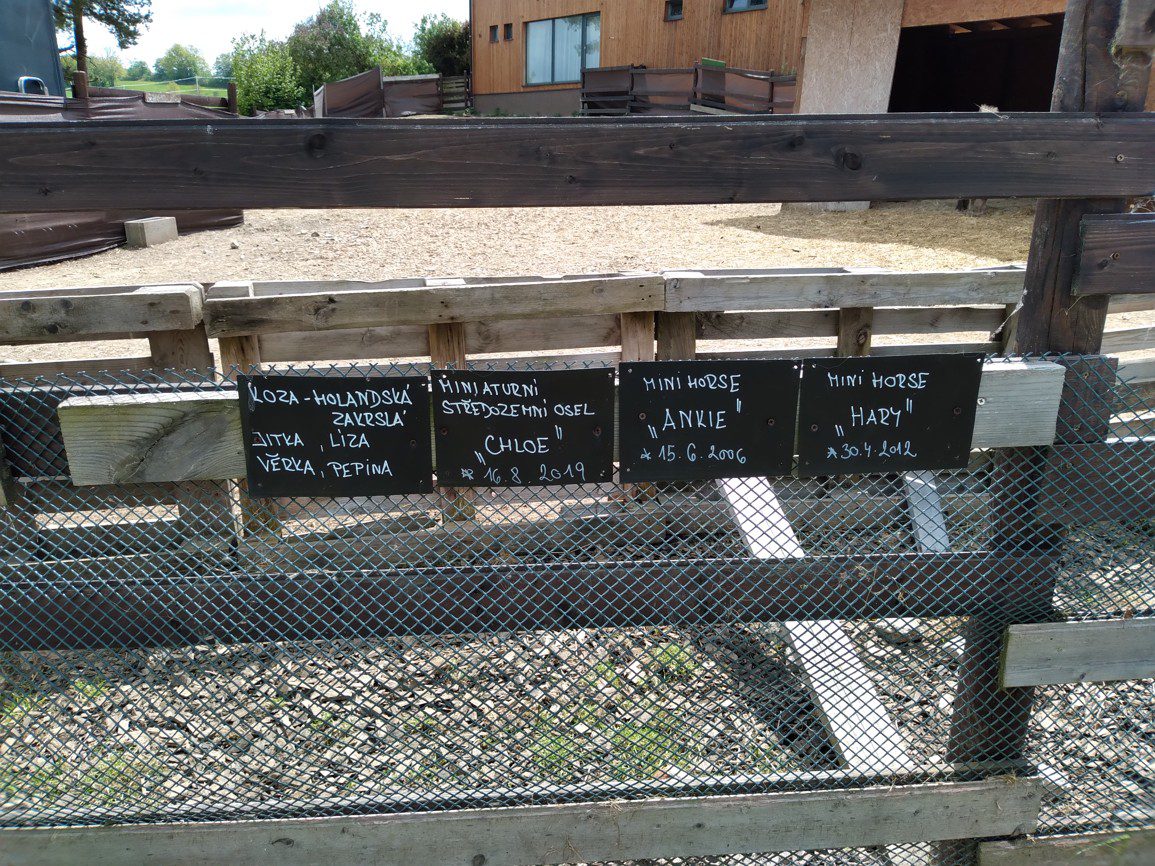 KOZA - HOLANDSKÁ
ZAKRSLÁ
JITKA, LÍZA
VĚRKA, PEPINA
MINIATURNÍ
STŘEDOZEMNÍ OSEL
"CHLOE"
* 16. 8. 2019
MINI HORSE
"ANKIE"
* 15. 6. 2006
MINI HORSE
"HARY"
* 30. 4. 2012